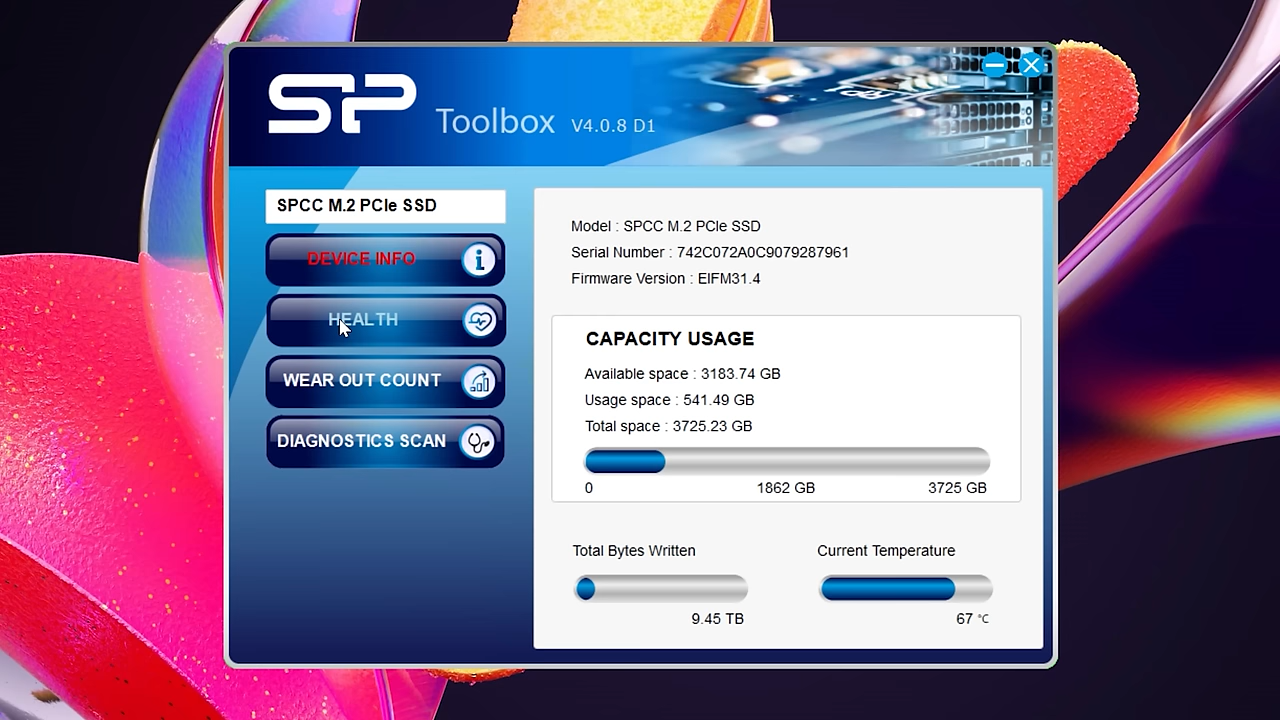 SP Toolbox V4.0.8 D1
SPCC M.2 PCIe SSD
DEVICE INFO
HEALTH
WEAR OUT COUNT
DIAGNOSTICS SCAN
Model : SPCC M.2 PCIe SSD
Serial Number : 742C072A0C9079287961
Firmware Version : EIFM31.4
CAPACITY USAGE
Available space : 3183.74 GB
Usage space : 541.49 GB
Total space : 3725.23 GB
0 1862 GB 3725 GB
Total Bytes Written Current Temperature
9.45 TB 67 °C